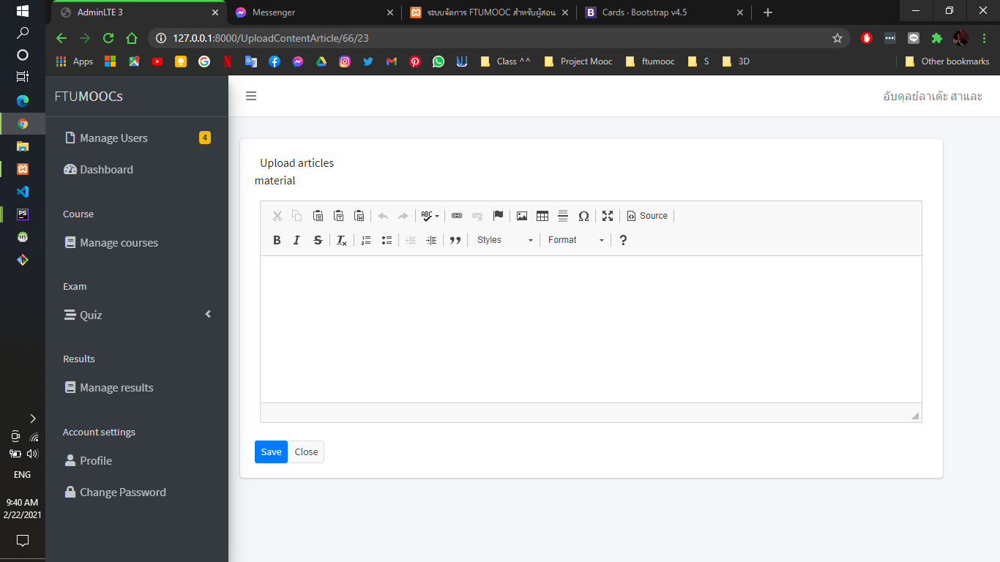 AdminLTE 3
Messenger
ระบบจัดการ FTUMOOC สำหรับผู้สอน
Cards · Bootstrap v4.5
127.0.0.1:8000/UploadContentArticle/66/23
Apps
Class ^^
Project Mooc
ftumooc
S
3D
Other bookmarks
FTUMOOCs
อับดุลย์ลาเต๊ะ สาและ
Manage Users 4
Dashboard
Course
Manage courses
Exam
Quiz
Results
Manage results
Account settings
Profile
Change Password
Upload articles
material
ABC
Source
B I S Tx
Styles
Format
?
Save Close
ENG
9:40 AM
2/22/2021